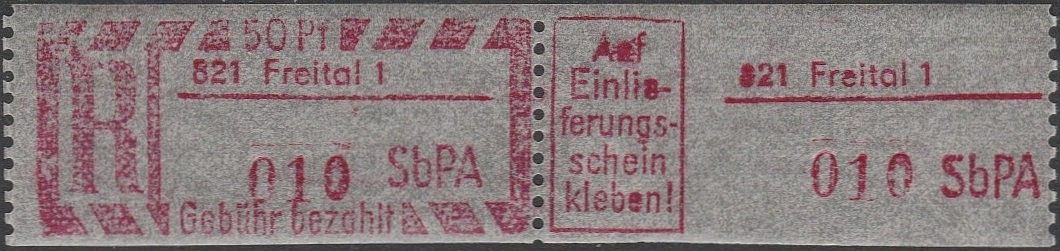 50 Pf
R
821 Freital 1
010 SbPA
Gebühr bezahlt
Auf
Einlie-
ferungs-
schein
kleben!
821 Freital 1
010 SbPA